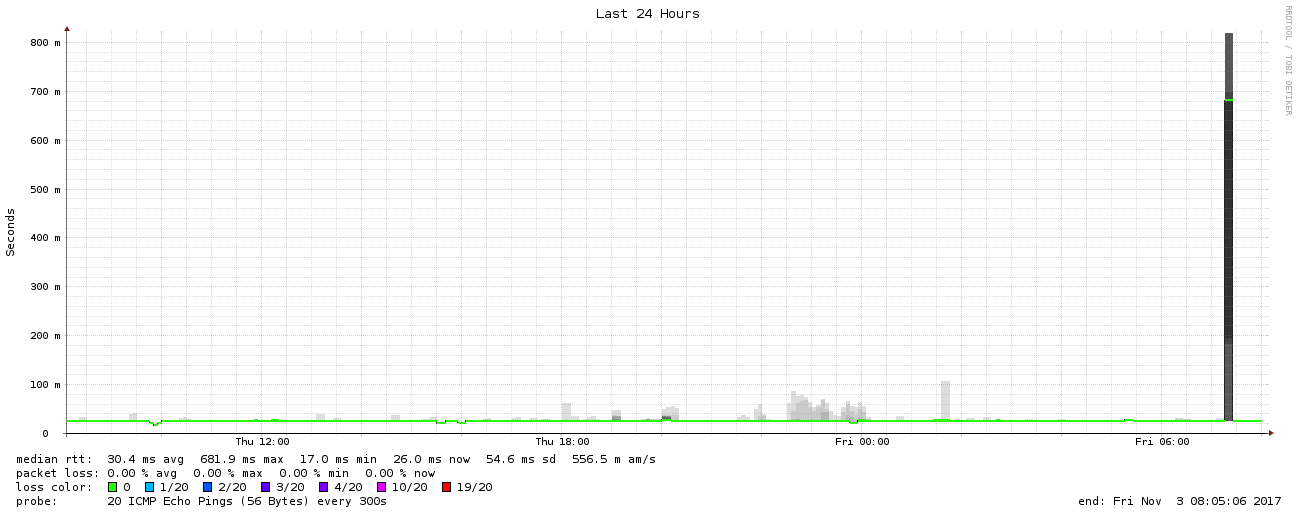 Last 24 Hours
RRDTOOL / TOBI OETIKER
Seconds
800 m
700 m
600 m
500 m
400 m
300 m
200 m
100 m
0
Thu 12:00 Thu 18:00 Fri 00:00 Fri 06:00
median rtt: 30.4 ms avg 681.9 ms max 17.0 ms min 26.0 ms now 54.6 ms sd 556.5 m am/s
packet loss: 0.00 % avg 0.00 % max 0.00 % min 0.00 % now
loss color: 0 1/20 2/20 3/20 4/20 10/20 19/20
probe: 20 ICMP Echo Pings (56 Bytes) every 300s end: Fri Nov 3 08:05:06 2017